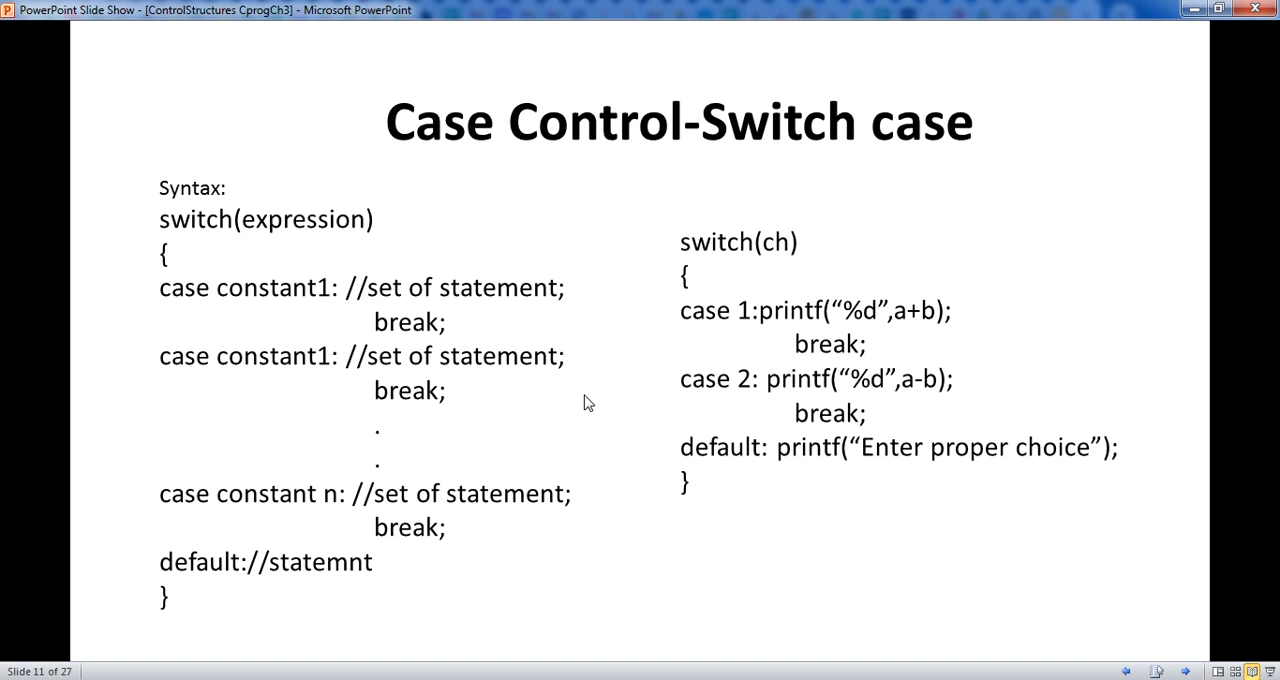 PowerPoint Slide Show - [ControlStructures CprogCh3] - Microsoft PowerPoint
Case Control-Switch case
Syntax:
switch(expression)
{
case constant1: //set of statement;
break;
case constant1: //set of statement;
break;
.
.
case constant n: //set of statement;
break;
default://statemnt
}
switch(ch)
{
case 1:printf(“%d”,a+b);
break;
case 2: printf(“%d”,a-b);
break;
default: printf(“Enter proper choice”);
}
Slide 11 of 27